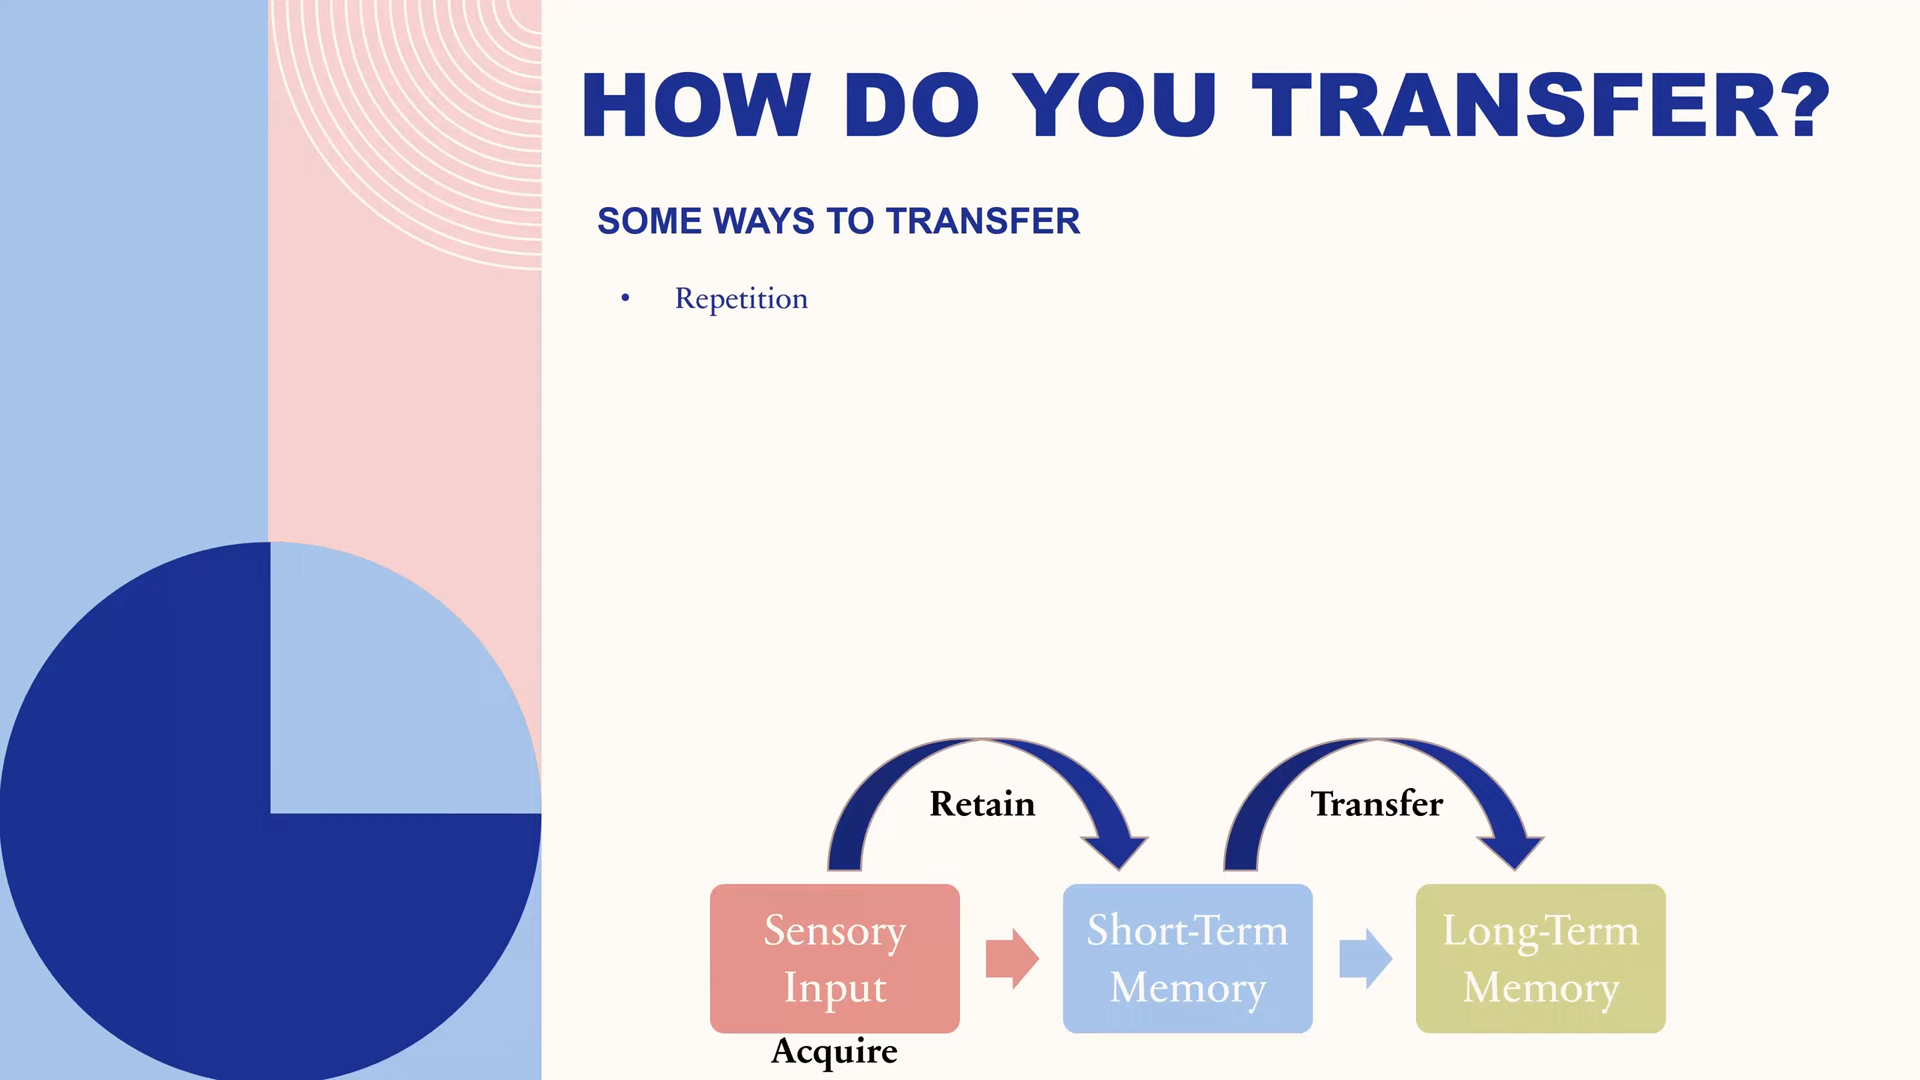 HOW DO YOU TRANSFER?
SOME WAYS TO TRANSFER
• Repetition
Retain
Transfer
Sensory
Input
Short-Term
Memory
Long-Term
Memory
Acquire